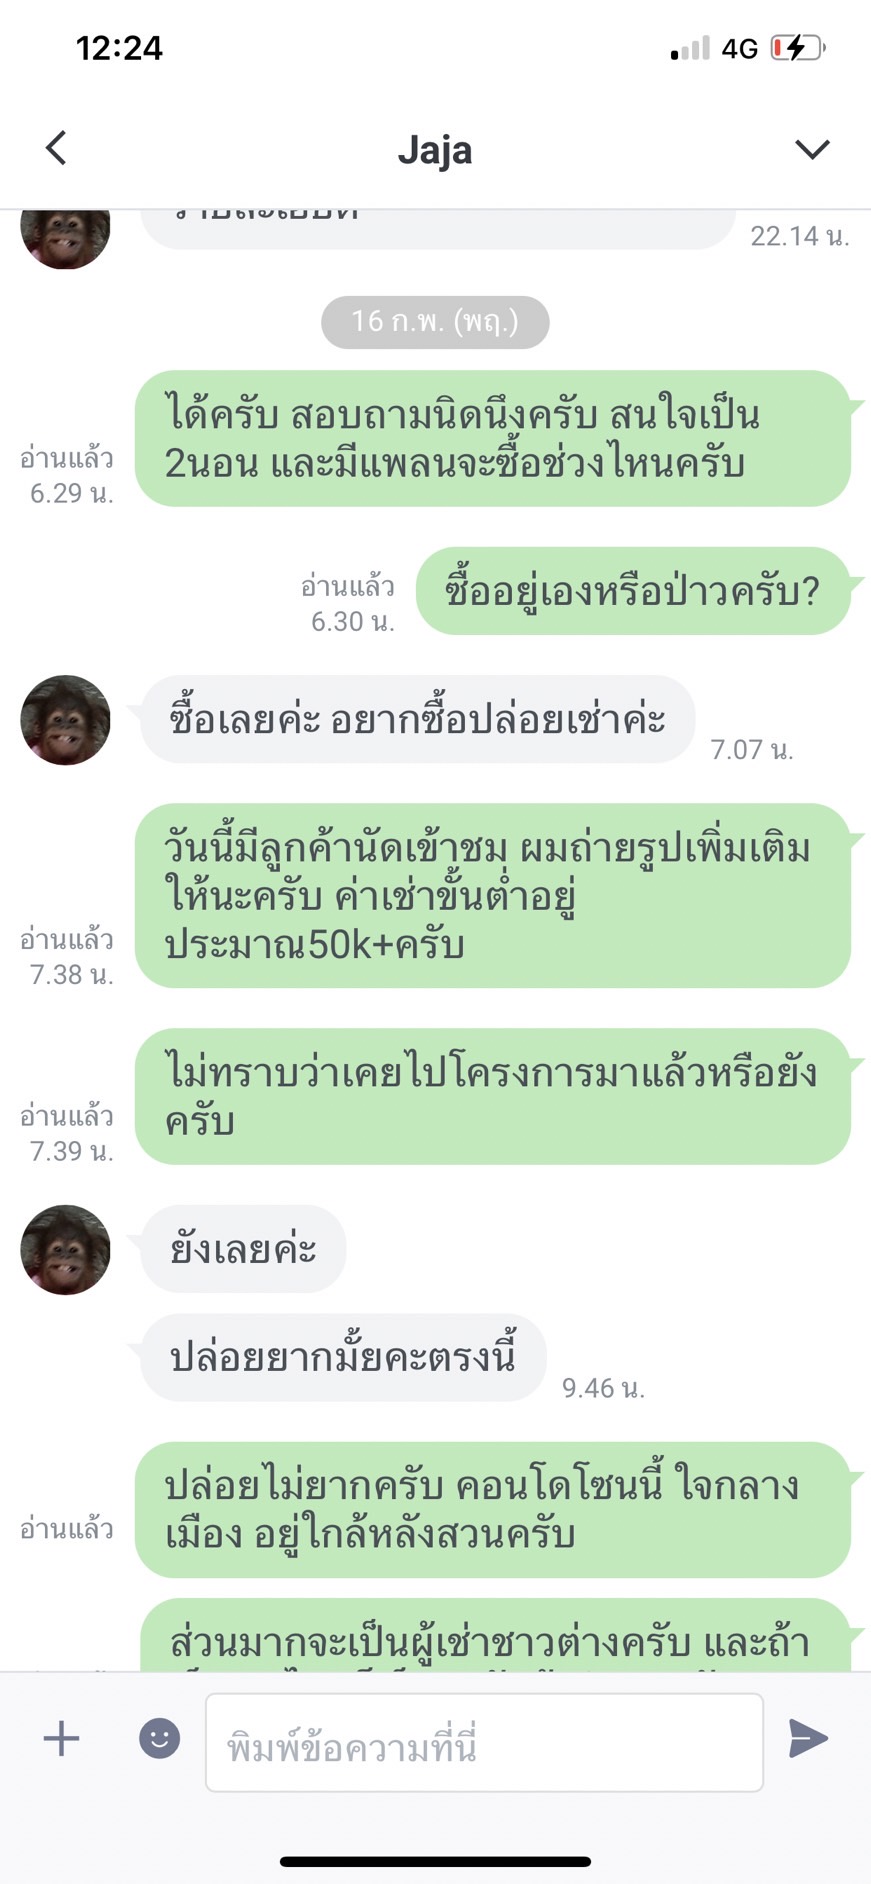 12:24
4G
Jaja
รายละเอียด
22.14 น.
16 ก.พ. (พฤ.)
ได้ครับ สอบถามนิดนึงครับ สนใจเป็น
2นอน และมีแพลนจะซื้อช่วงไหนครับ
อ่านแล้ว
6.29 น.
ซื้ออยู่เองหรือป่าวครับ?
อ่านแล้ว
6.30 น.
ซื้อเลยค่ะ อยากซื้อปล่อยเช่าค่ะ
7.07 น.
วันนี้มีลูกค้านัดเข้าชม ผมถ่ายรูปเพิ่มเติม
ให้นะครับ ค่าเช่าขั้นต่ำอยู่
ประมาณ50k+ครับ
อ่านแล้ว
7.38 น.
ไม่ทราบว่าเคยไปโครงการมาแล้วหรือยัง
ครับ
อ่านแล้ว
7.39 น.
ยังเลยค่ะ
ปล่อยยากมั้ยคะตรงนี้
9.46 น.
ปล่อยไม่ยากครับ คอนโดโซนนี้ ใจกลาง
เมือง อยู่ใกล้หลังสวนครับ
อ่านแล้ว
ส่วนมากจะเป็นผู้เช่าชาวต่างครับ และถ้า
พิมพ์ข้อความที่นี่